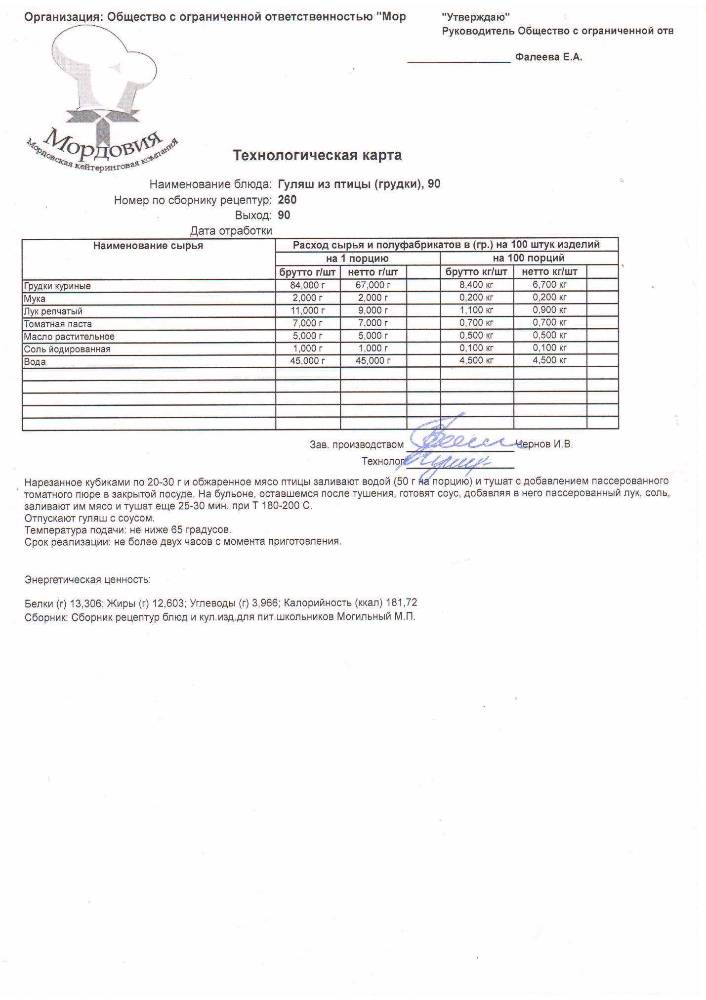 Организация: Общество с ограниченной ответственностью "Мор
"Утверждаю"
Руководитель Общество с ограниченной отв
Фалеева Е.А.
Мордовия
Мордовская кейтеринговая компания
Технологическая карта
Наименование блюда: Гуляш из птицы (грудки), 90
Номер по сборнику рецептур: 260
Выход: 90
Дата отработки
Наименование сырья Расход сырья и полуфабрикатов в (гр.) на 100 штук изделий
на 1 порцию на 100 порций
брутто г/шт нетто г/шт брутто кг/шт нетто кг/шт
Грудки куриные 84,000 г 67,000 г 8,400 кг 6,700 кг
Мука 2,000 г 2,000 г 0,200 кг 0,200 кг
Лук репчатый 11,000 г 9,000 г 1,100 кг 0,900 кг
Томатная паста 7,000 г 7,000 г 0,700 кг 0,700 кг
Масло растительное 5,000 г 5,000 г 0,500 кг 0,500 кг
Соль йодированная 1,000 г 1,000 г 0,100 кг 0,100 кг
Вода 45,000 г 45,000 г 4,500 кг 4,500 кг
Зав. производством Чернов И.В.
Технолог
Нарезанное кубиками по 20-30 г и обжаренное мясо птицы заливают водой (50 г на порцию) и тушат с добавлением пассерованного
томатного пюре в закрытой посуде. На бульоне, оставшемся после тушения, готовят соус, добавляя в него пассерованный лук, соль,
заливают им мясо и тушат еще 25-30 мин. при Т 180-200 С.
Отпускают гуляш с соусом.
Температура подачи: не ниже 65 градусов.
Срок реализации: не более двух часов с момента приготовления.
Энергетическая ценность:
Белки (г) 13,306; Жиры (г) 12,603; Углеводы (г) 3,966; Калорийность (ккал) 181,72
Сборник: Сборник рецептур блюд и кул.изд.для пит.школьников Могильный М.П.